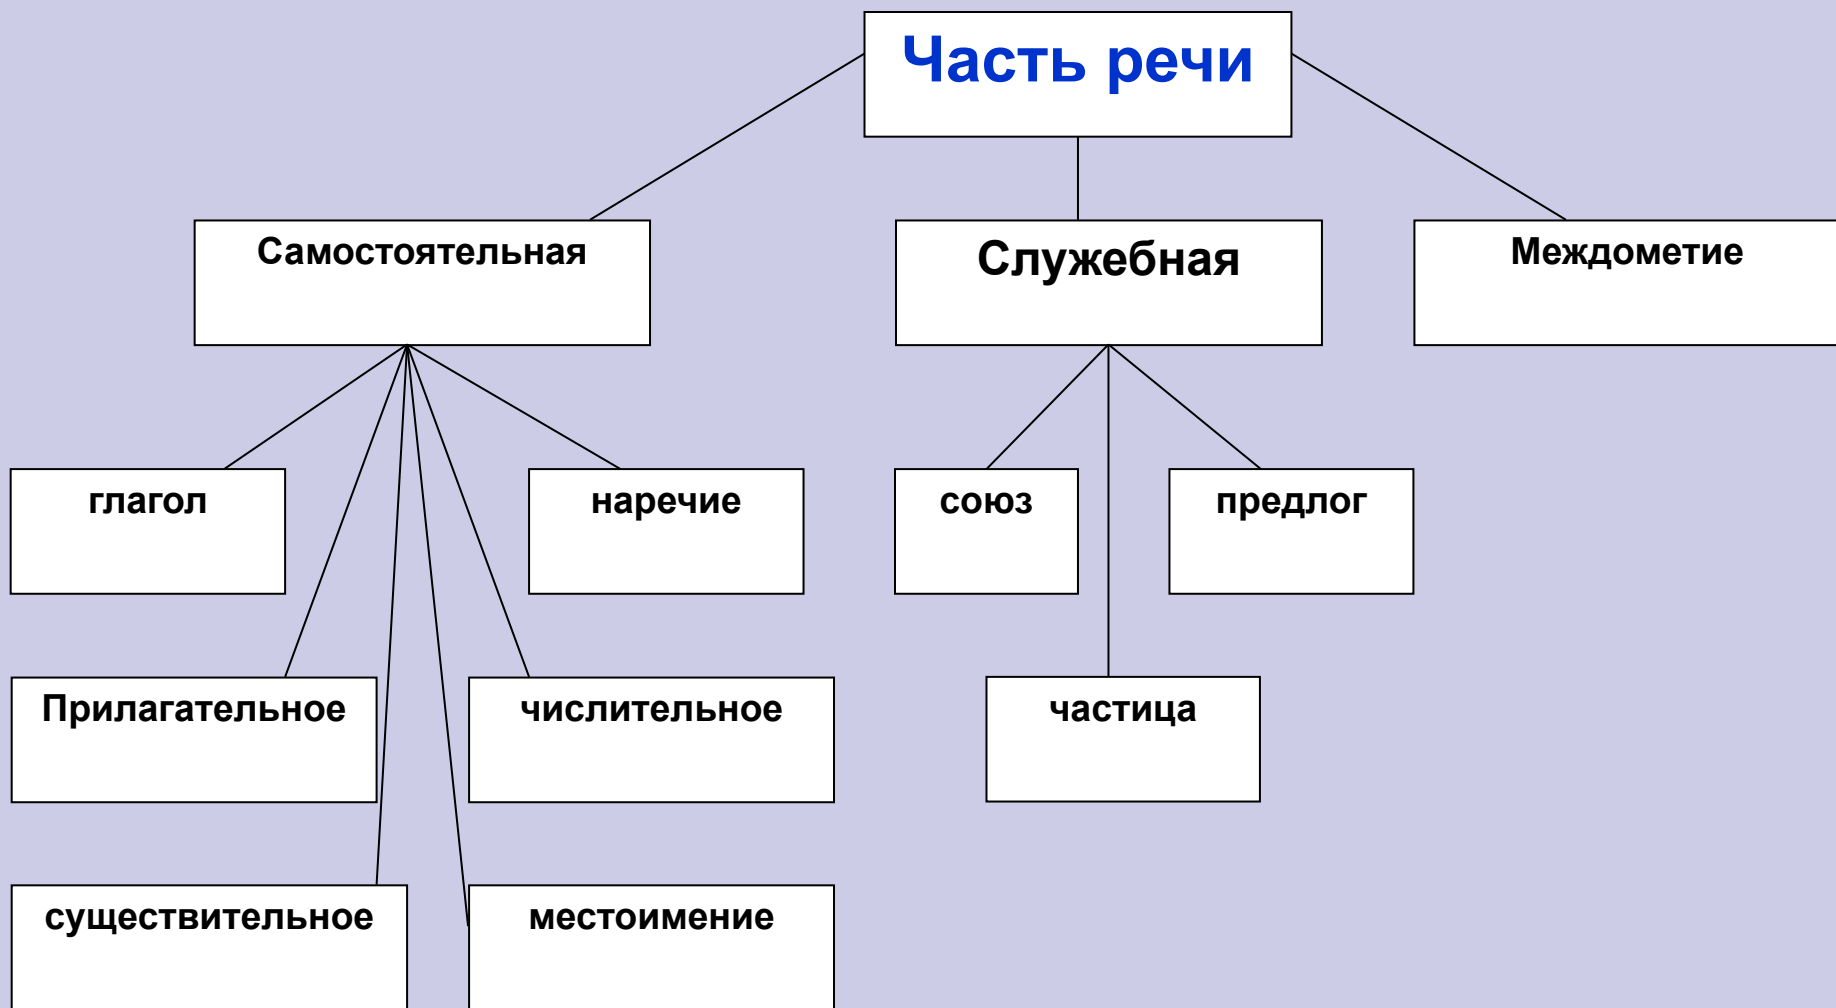 Часть речи
Самостоятельная
Служебная
Междометие
глагол
наречие
союз
предлог
Прилагательное
числительное
частица
существительное
местоимение